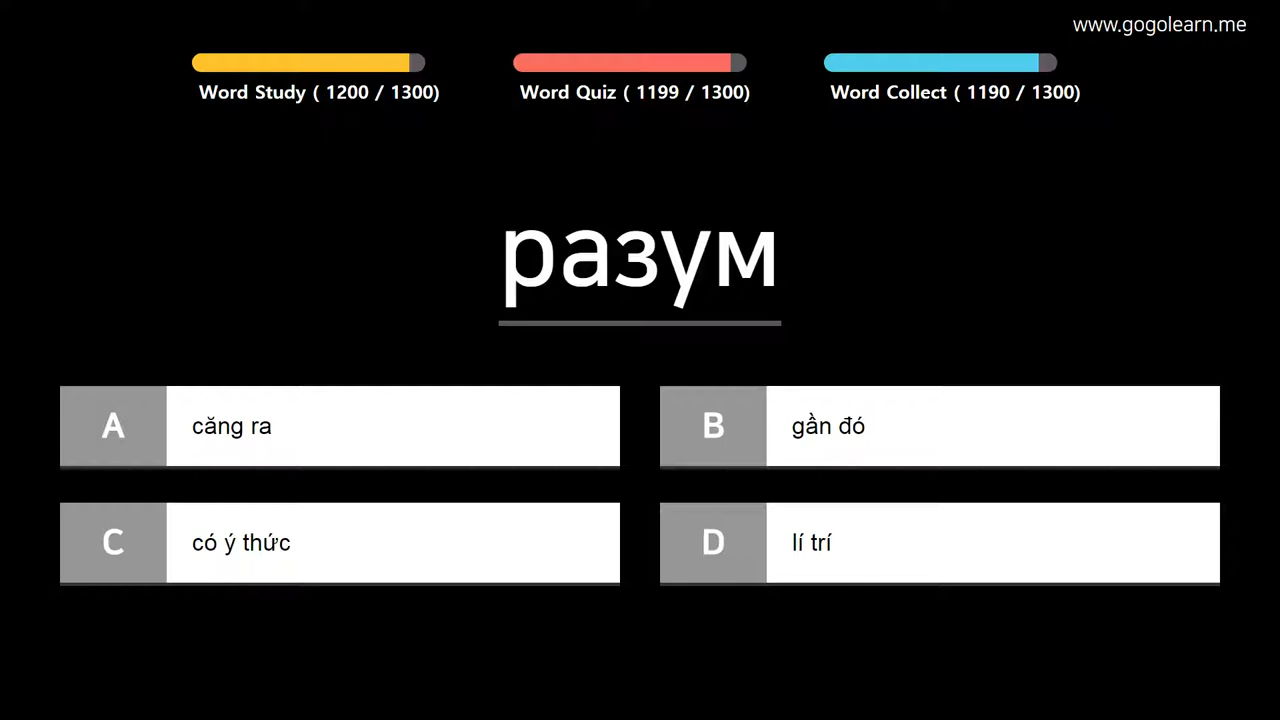 www.gogolearn.me
Word Study ( 1200 / 1300)
Word Quiz ( 1199 / 1300)
Word Collect ( 1190 / 1300)
разум
A
căng ra
B
gần đó
C
có ý thức
D
lí trí